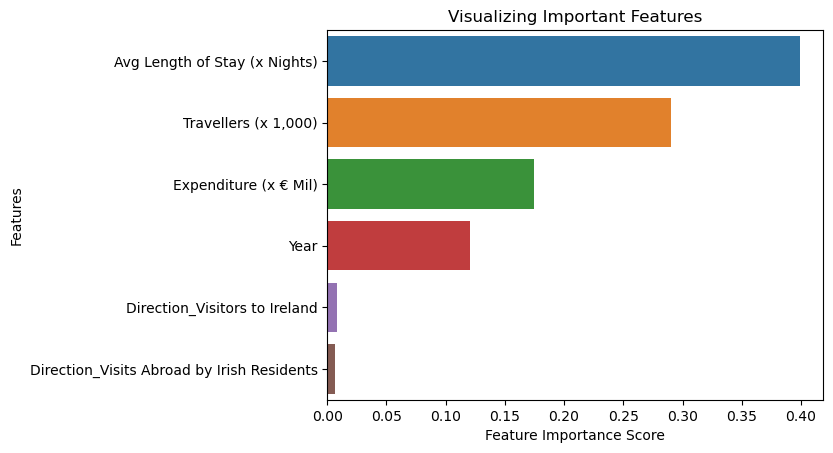 Visualizing Important Features
Features
Avg Length of Stay (x Nights)
Travellers (x 1,000)
Expenditure (x € Mil)
Year
Direction_Visitors to Ireland
Direction_Visits Abroad by Irish Residents
0.00 0.05 0.10 0.15 0.20 0.25 0.30 0.35 0.40
Feature Importance Score